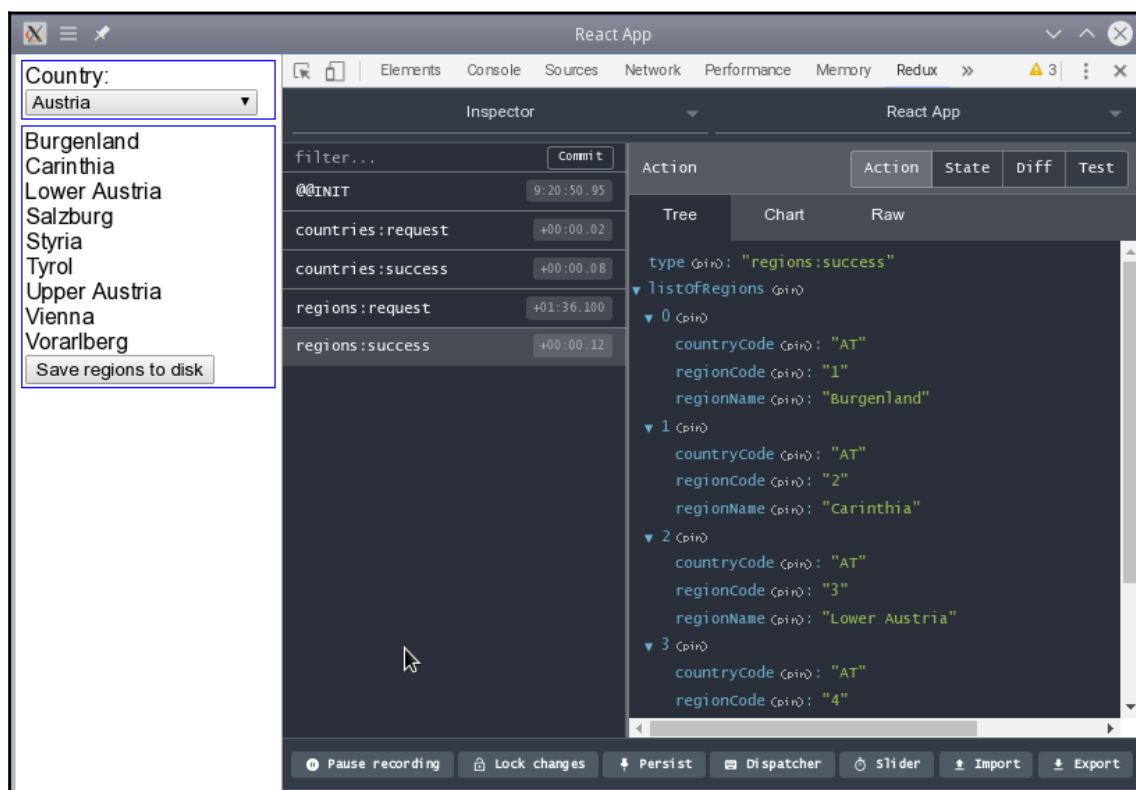 React App
Country:
Austria
Burgenland
Carinthia
Lower Austria
Salzburg
Styria
Tyrol
Upper Austria
Vienna
Vorarlberg
Save regions to disk
Elements Console Sources Network Performance Memory Redux » 3
Inspector React App
filter... Commit
@@INIT 9:20:50.95
countries:request +00:00.02
countries:success +00:00.08
regions:request +01:36.100
regions:success +00:00.12
Action Action State Diff Test
Tree Chart Raw
type (pin): "regions:success"
listOfRegions (pin)
0 (pin)
countryCode (pin): "AT"
regionCode (pin): "1"
regionName (pin): "Burgenland"
1 (pin)
countryCode (pin): "AT"
regionCode (pin): "2"
regionName (pin): "Carinthia"
2 (pin)
countryCode (pin): "AT"
regionCode (pin): "3"
regionName (pin): "Lower Austria"
3 (pin)
countryCode (pin): "AT"
regionCode (pin): "4"
Pause recording Lock changes Persist Dispatcher Slider Import Export